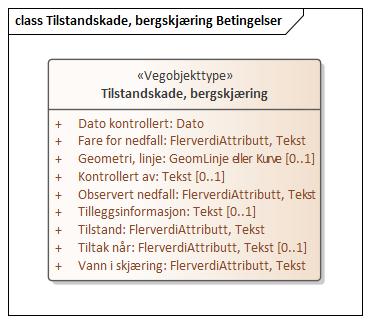 class Tilstandskade, bergskjæring Betingelser
«Vegobjekttype»
Tilstandskade, bergskjæring
+ Dato kontrollert: Dato
+ Fare for nedfall: FlerverdiAttributt, Tekst
+ Geometri, linje: GeomLinje eller Kurve [0..1]
+ Kontrollert av: Tekst [0..1]
+ Observert nedfall: FlerverdiAttributt, Tekst
+ Tilleggsinformasjon: Tekst [0..1]
+ Tilstand: FlerverdiAttributt, Tekst
+ Tiltak når: FlerverdiAttributt, Tekst [0..1]
+ Vann i skjæring: FlerverdiAttributt, Tekst